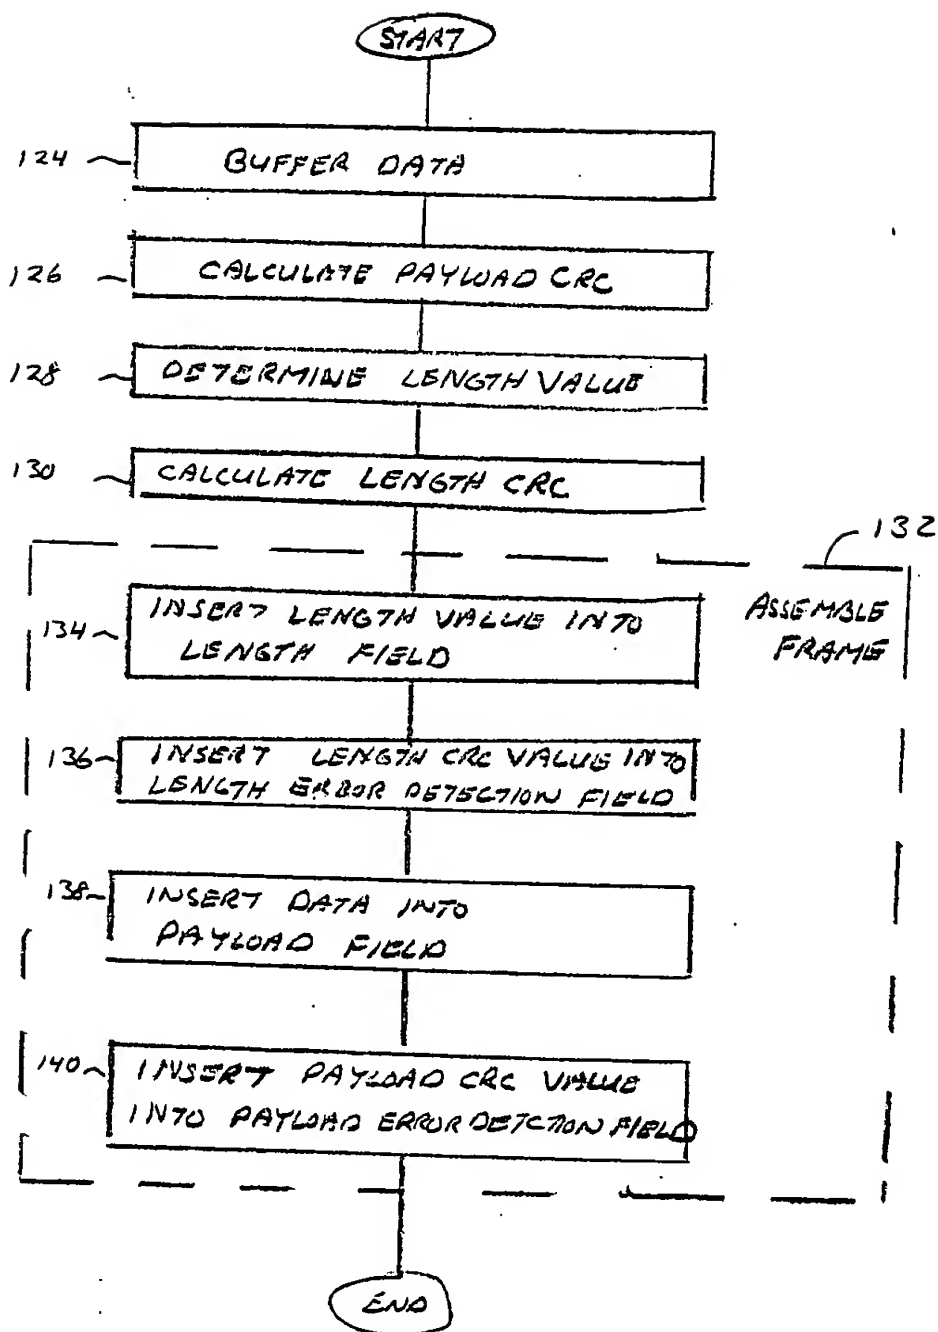 START
124
BUFFER DATA
126
CALCULATE PAYLOAD CRC
128
DETERMINE LENGTH VALUE
130
CALCULATE LENGTH CRC
132
ASSEMBLE
FRAME
134
INSERT LENGTH VALUE INTO
LENGTH FIELD
136
INSERT LENGTH CRC VALUE INTO
LENGTH ERROR DETECTION FIELD
138
INSERT DATA INTO
PAYLOAD FIELD
140
INSERT PAYLOAD CRC VALUE
INTO PAYLOAD ERROR DETCTION FIELD
END